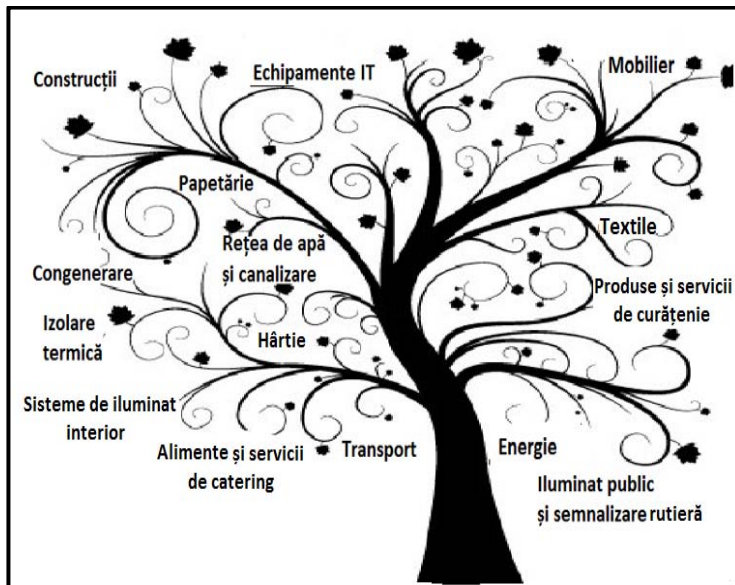 Construcții
Echipamente IT
Mobilier
Papetărie
Textile
Rețea de apă
și canalizare
Congenerare
Produse și servicii
de curățenie
Izolare
termică
Hârtie
Sisteme de iluminat
interior
Alimente și servicii
de catering
Transport
Energie
Iluminat public
și semnalizare rutieră